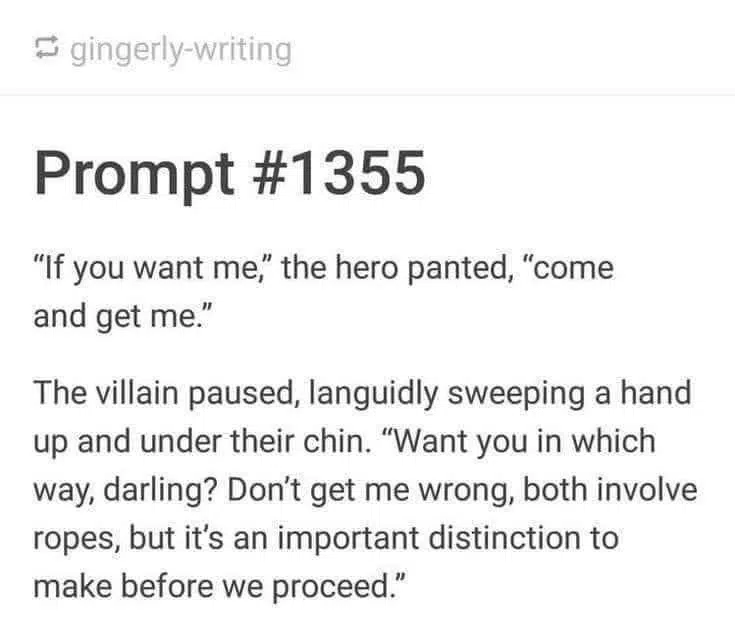 gingerly-writing
Prompt #1355
“If you want me,” the hero panted, “come
and get me.”
The villain paused, languidly sweeping a hand
up and under their chin. “Want you in which
way, darling? Don’t get me wrong, both involve
ropes, but it’s an important distinction to
make before we proceed.”